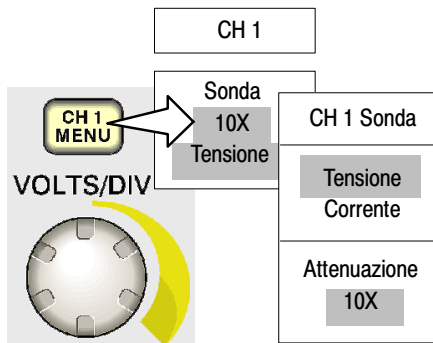 CH 1
CH 1
MENU
VOLTS/DIV
Sonda
10X
Tensione
CH 1 Sonda
Tensione
Corrente
Attenuazione
10X